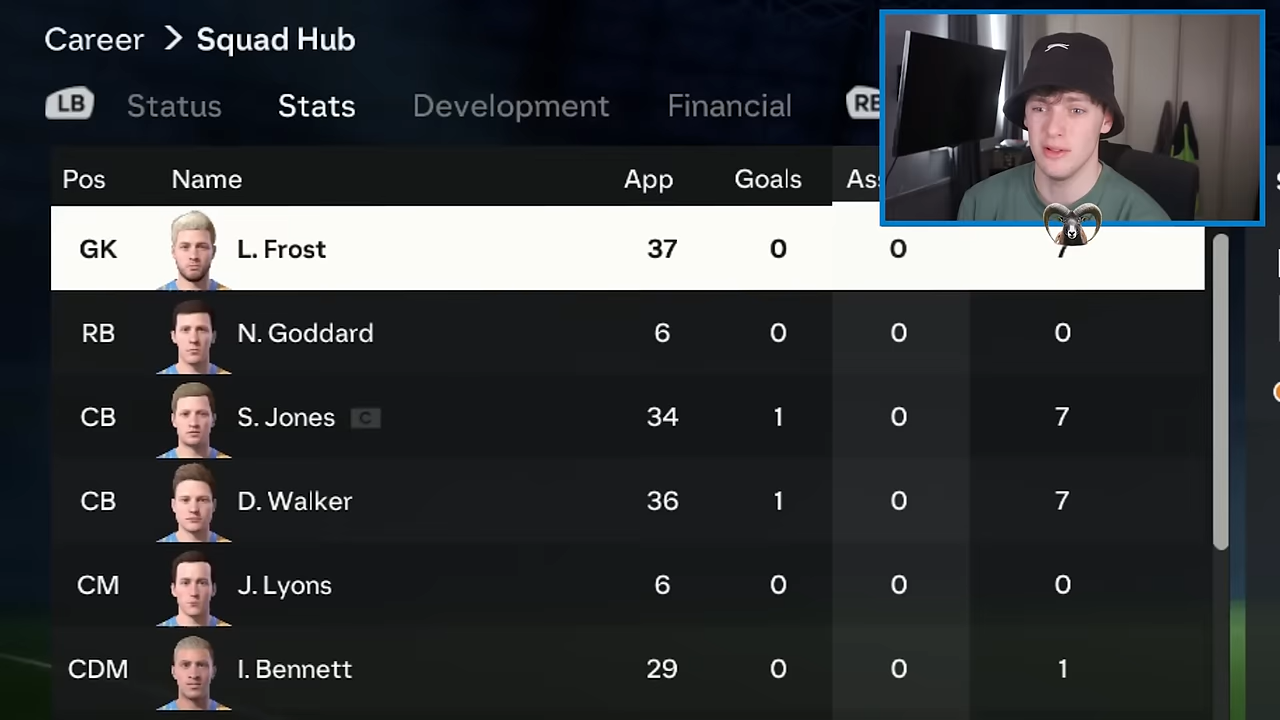 Career > Squad Hub
LB Status Stats Development Financial
Pos Name App Goals
GK L. Frost 37 0 0 7
RB N. Goddard 6 0 0 0
CB S. Jones C 34 1 0 7
CB D. Walker 36 1 0 7
CM J. Lyons 6 0 0 0
CDM I. Bennett 29 0 0 1